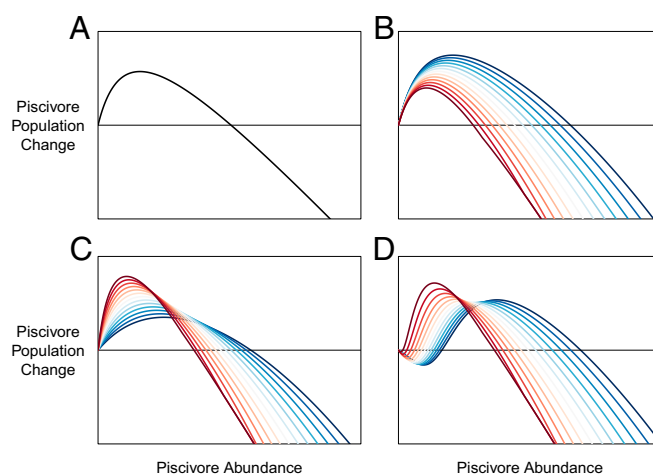 A
B
Piscivore
Population
Change
C
D
Piscivore
Population
Change
Piscivore Abundance
Piscivore Abundance